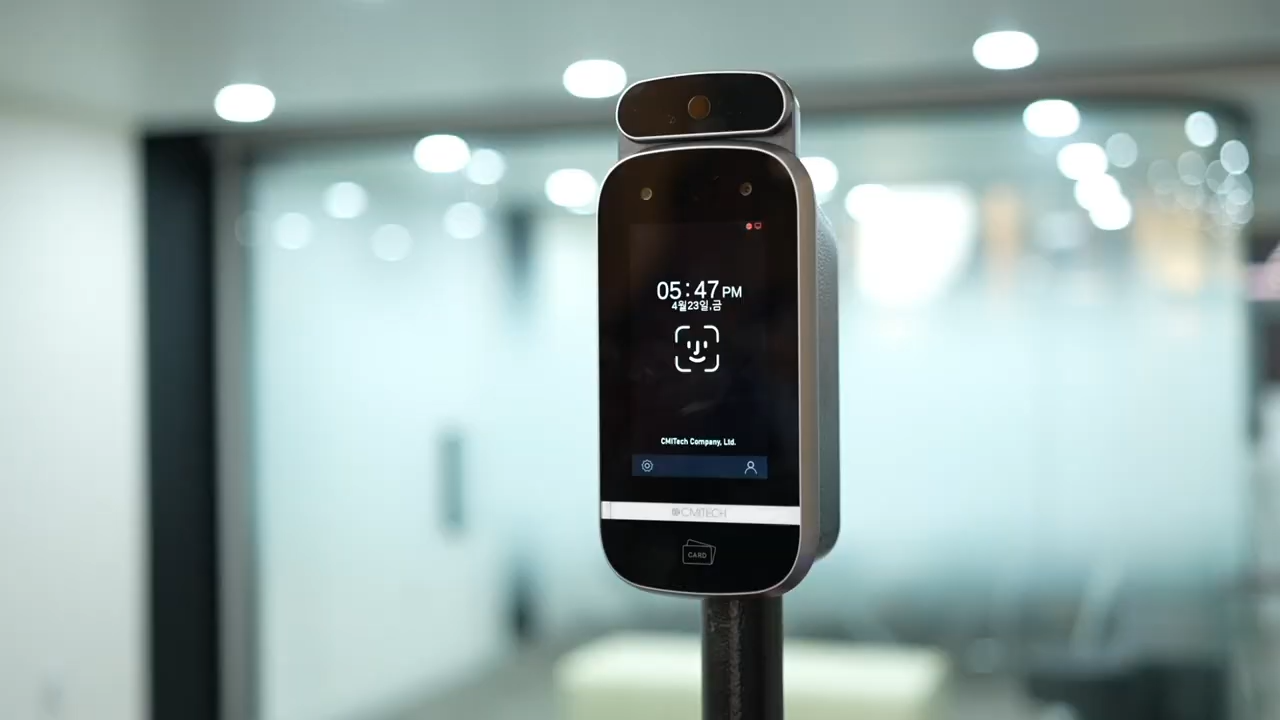 05:47 PM
4월23일,금
CMITech Company, Ltd.
CMITECH
CARD